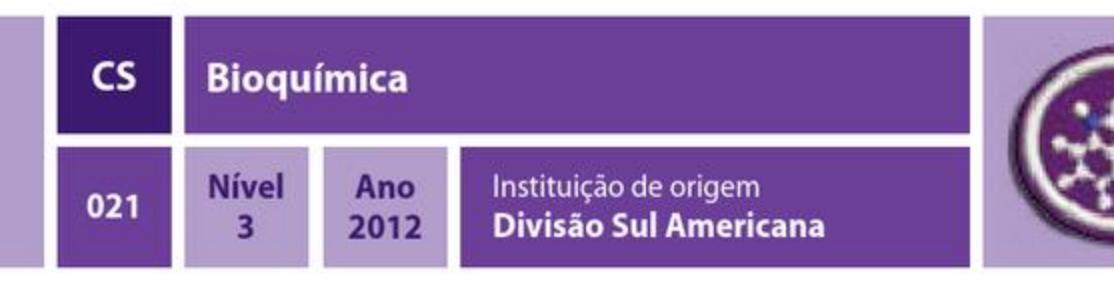 CS
Bioquímica
021
Nível
3
Ano
2012
Instituição de origem
Divisão Sul Americana